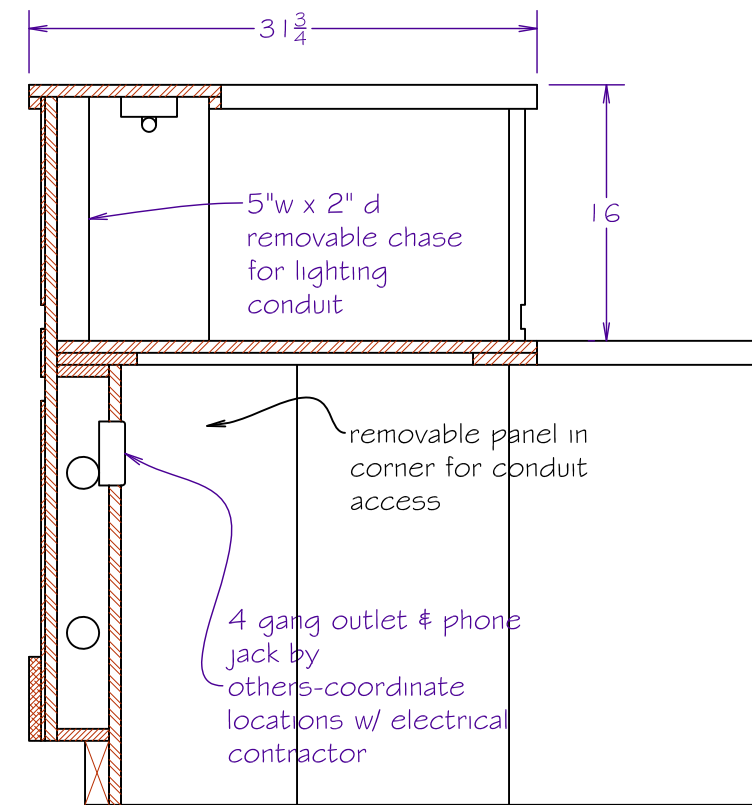 31 3/4
16
5"w x 2" d
removable chase
for lighting
conduit
removable panel in
corner for conduit
access
4 gang outlet & phone
jack by
others-coordinate
locations w/ electrical
contractor